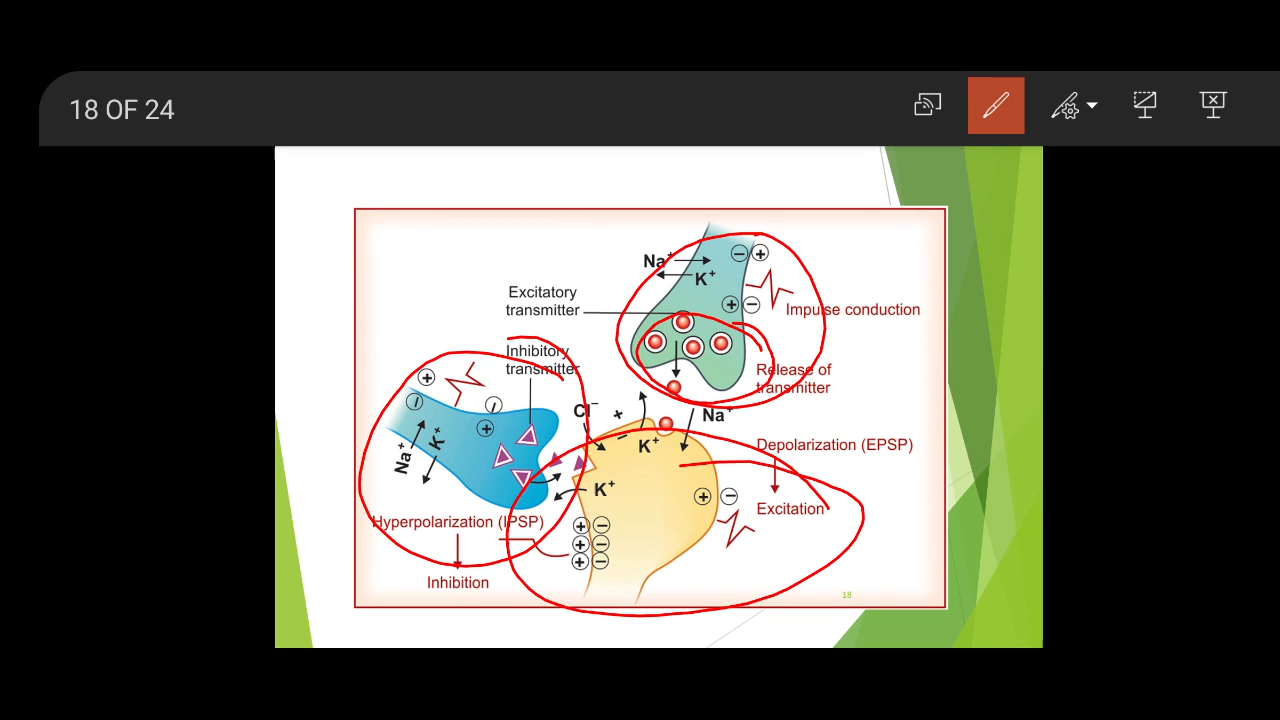 18 OF 24
Na⁺
K⁺
Excitatory
transmitter
Impulse conduction
Inhibitory
transmitter
Release of
transmitter
Cl⁻
Na⁺
K⁺
Depolarization (EPSP)
Na⁺
K⁺
K⁺
Excitation
Hyperpolarization (IPSP)
Inhibition
18